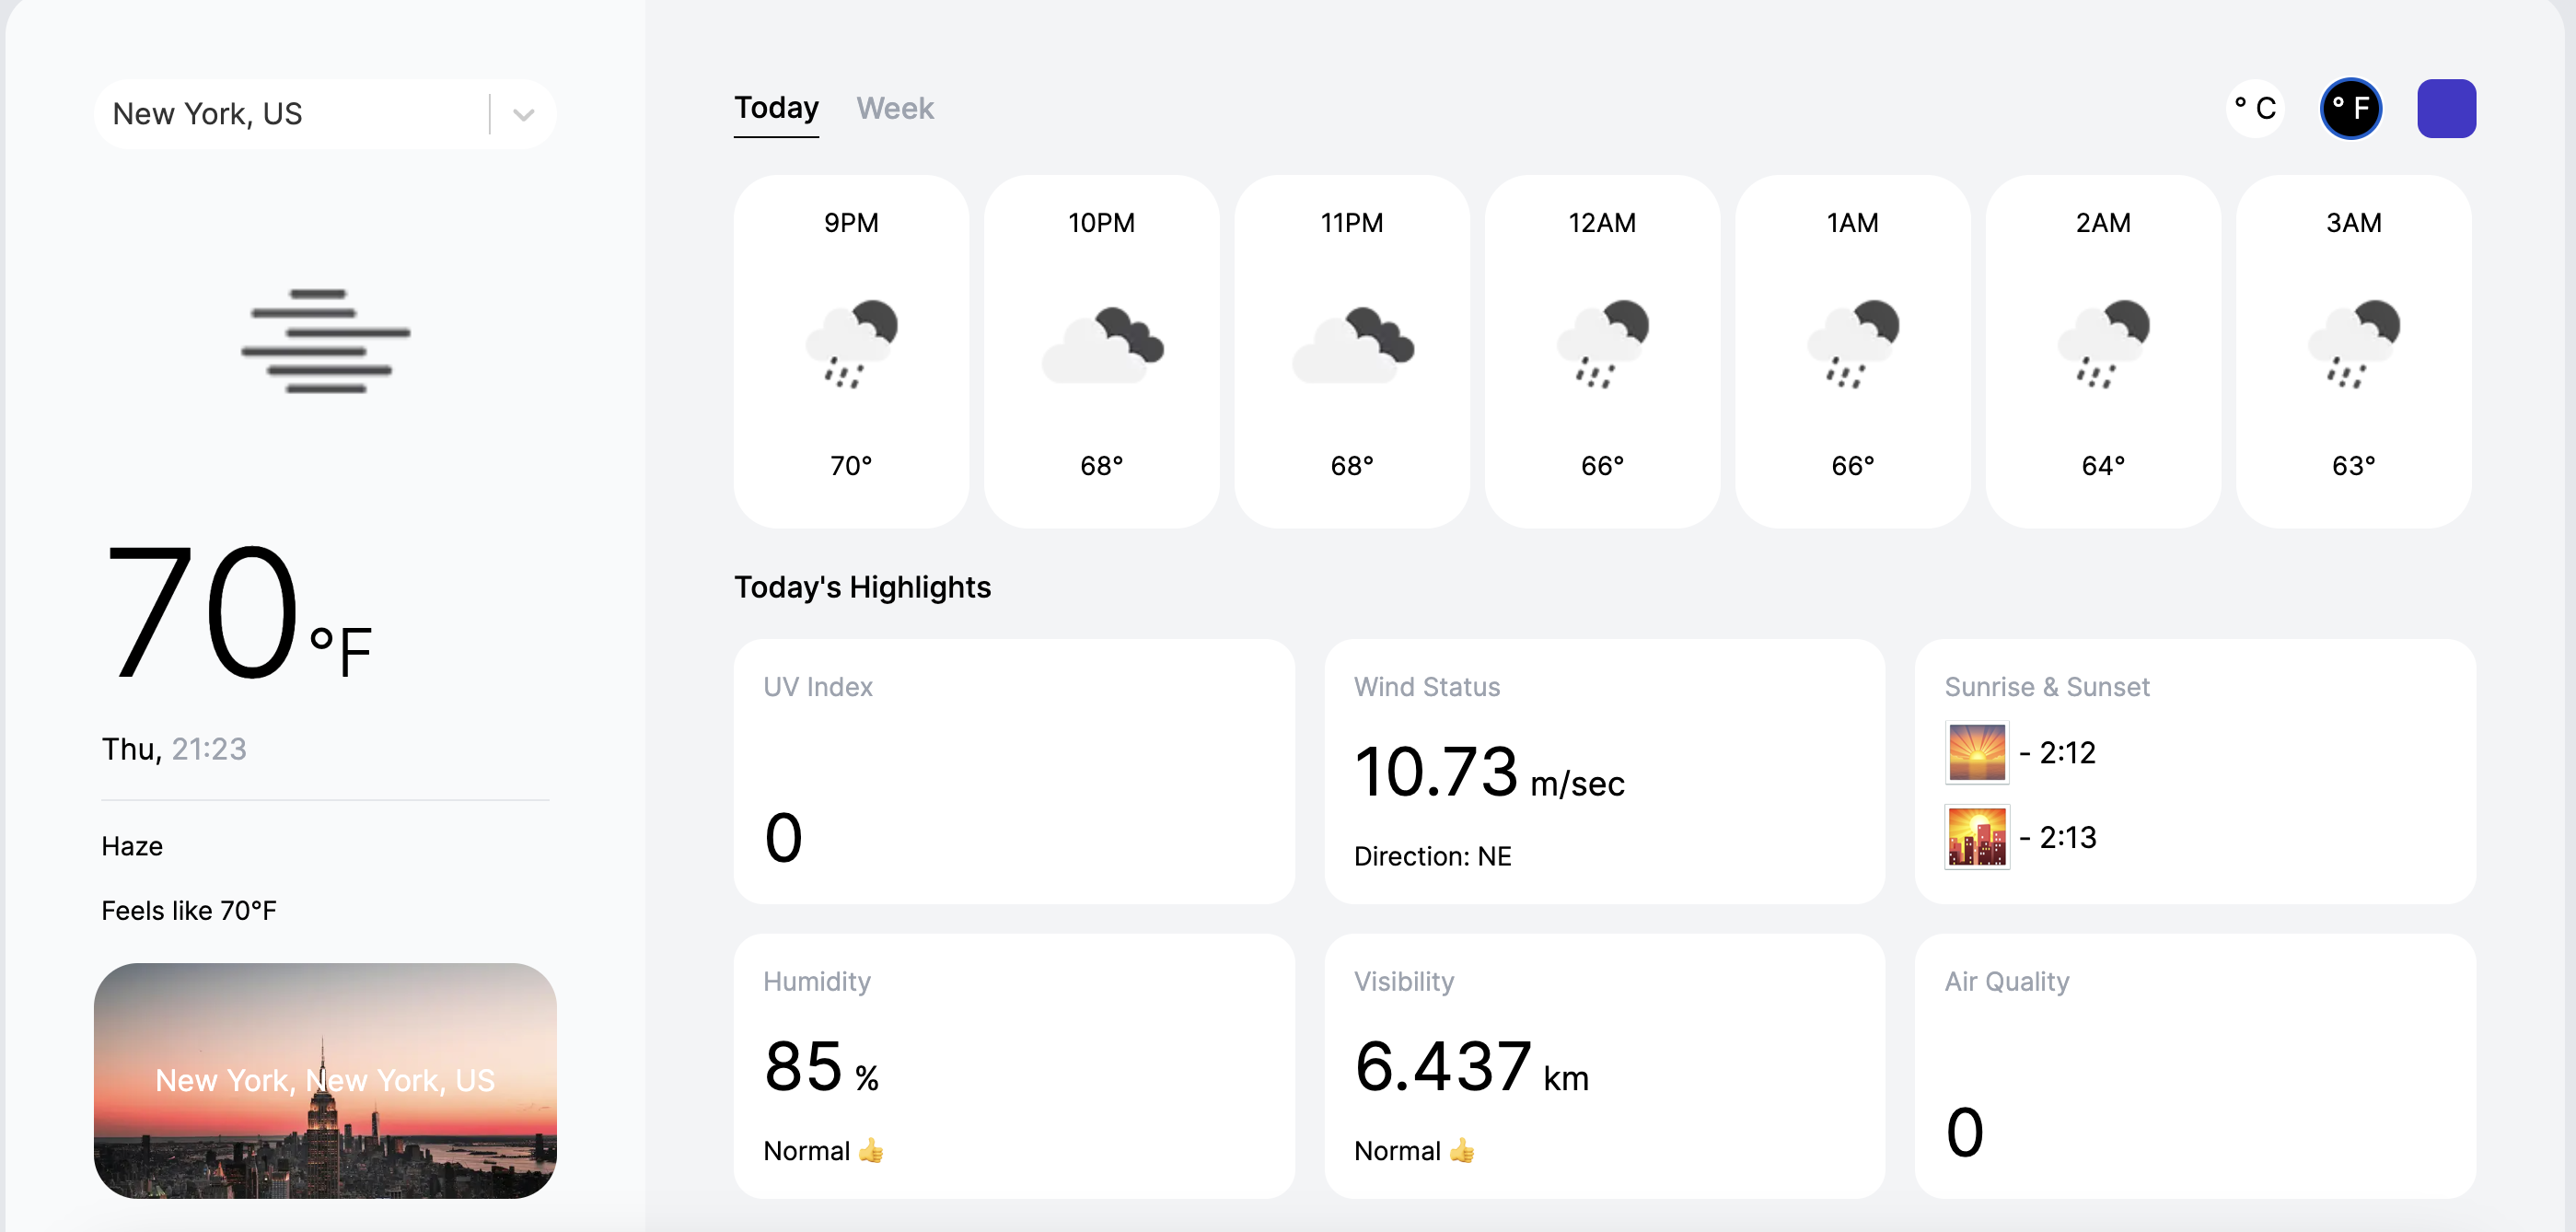 New York, US
70°F
Thu, 21:23
Haze
Feels like 70°F
New York, New York, US
Today Week
° C ° F
9PM 10PM 11PM 12AM 1AM 2AM 3AM
70° 68° 68° 66° 66° 64° 63°
Today's Highlights
UV Index
0
Wind Status
10.73 m/sec
Direction: NE
Sunrise & Sunset
- 2:12
- 2:13
Humidity
85 %
Normal 👍
Visibility
6.437 km
Normal 👍
Air Quality
0